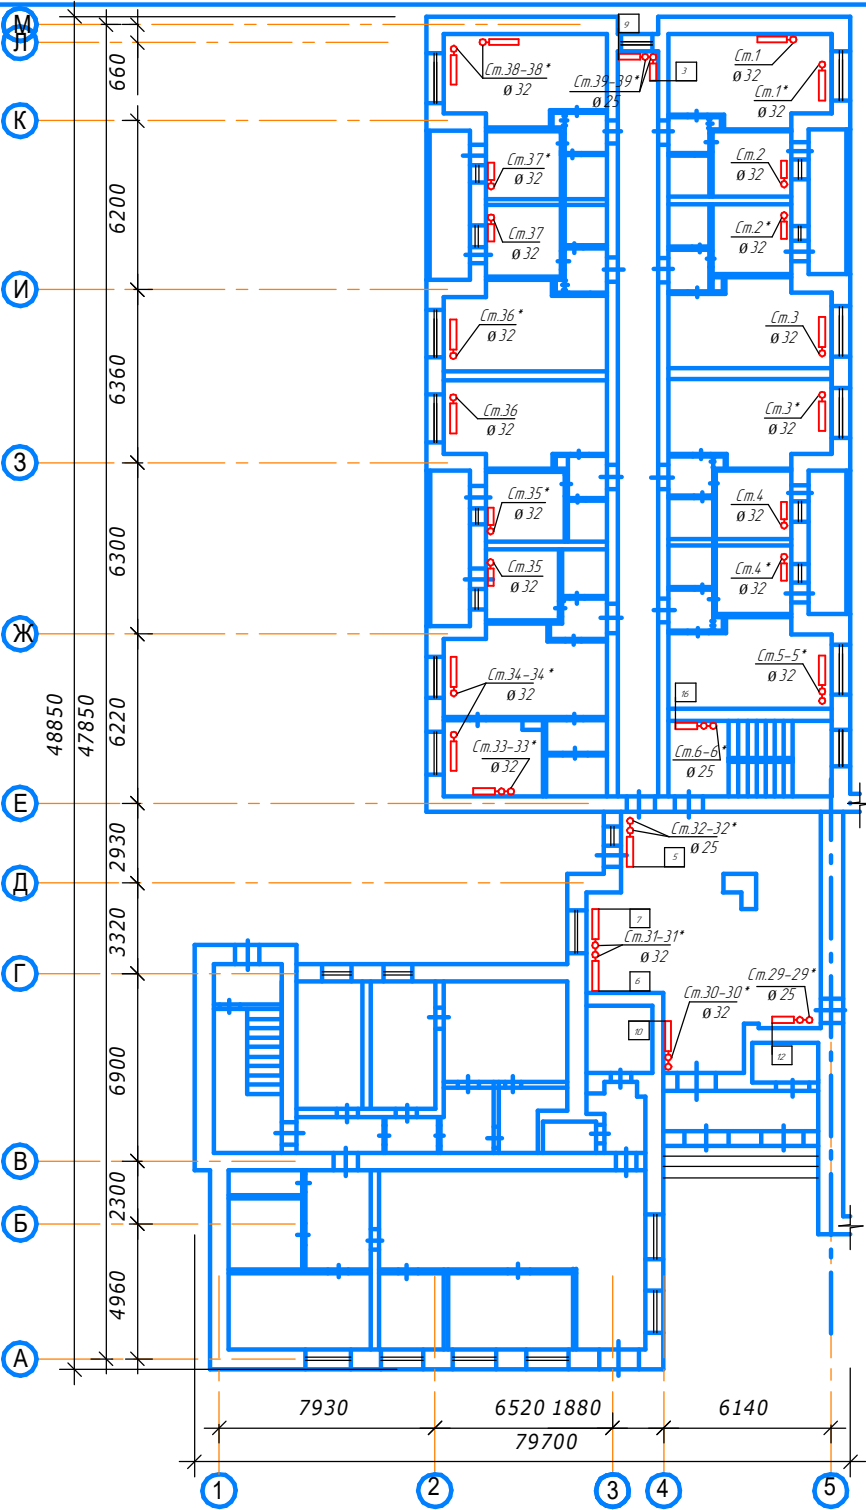 М
Л
К
И
З
Ж
Е
Д
Г
В
Б
А
660
6200
6360
6300
6220
2930
3320
6900
2300
4960
48850
47850
9
Ст.38-38*
Ø 32
Ст.39-39*
Ø 25
3
Ст.1
Ø 32
Ст.1*
Ø 32
Ст.37*
Ø 32
Ст.2
Ø 32
Ст.37
Ø 32
Ст.2*
Ø 32
Ст.36*
Ø 32
Ст.3
Ø 32
Ст.36
Ø 32
Ст.3*
Ø 32
Ст.35*
Ø 32
Ст.4
Ø 32
Ст.35
Ø 32
Ст.4*
Ø 32
Ст.34-34*
Ø 32
Ст.5-5*
Ø 32
16
Ст.33-33*
Ø 32
Ст.6-6*
Ø 25
Ст.32-32*
Ø 25
5
7
Ст.31-31*
Ø 32
6
Ст.30-30*
Ø 32
Ст.29-29*
Ø 25
10
12
7930
6520 1880
6140
79700
1
2
3
4
5